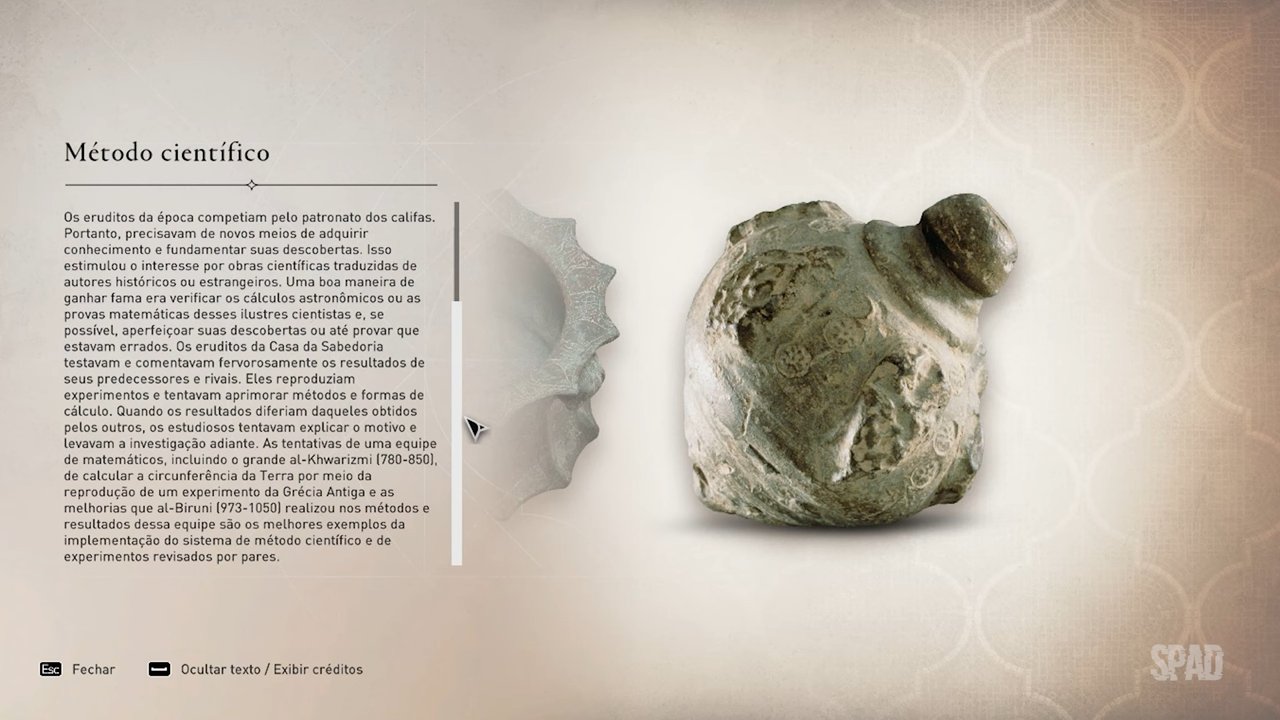 Método científico
Os eruditos da época competiam pelo patronato dos califas.
Portanto, precisavam de novos meios de adquirir
conhecimento e fundamentar suas descobertas. Isso
estimulou o interesse por obras científicas traduzidas de
autores históricos ou estrangeiros. Uma boa maneira de
ganhar fama era verificar os cálculos astronômicos ou as
provas matemáticas desses ilustres cientistas e, se
possível, aperfeiçoar suas descobertas ou até provar que
estavam errados. Os eruditos da Casa da Sabedoria
testavam e comentavam fervorosamente os resultados de
seus predecessores e rivais. Eles reproduziam
experimentos e tentavam aprimorar métodos e formas de
cálculo. Quando os resultados diferiam daqueles obtidos
pelos outros, os estudiosos tentavam explicar o motivo e
levavam a investigação adiante. As tentativas de uma equipe
de matemáticos, incluindo o grande al-Khwarizmi (780-850),
de calcular a circunferência da Terra por meio da
reprodução de um experimento da Grécia Antiga e as
melhorias que al-Biruni (973-1050) realizou nos métodos e
resultados dessa equipe são os melhores exemplos da
implementação do sistema de método científico e de
experimentos revisados por pares.
Esc Fechar Ocultar texto / Exibir créditos
SPAD